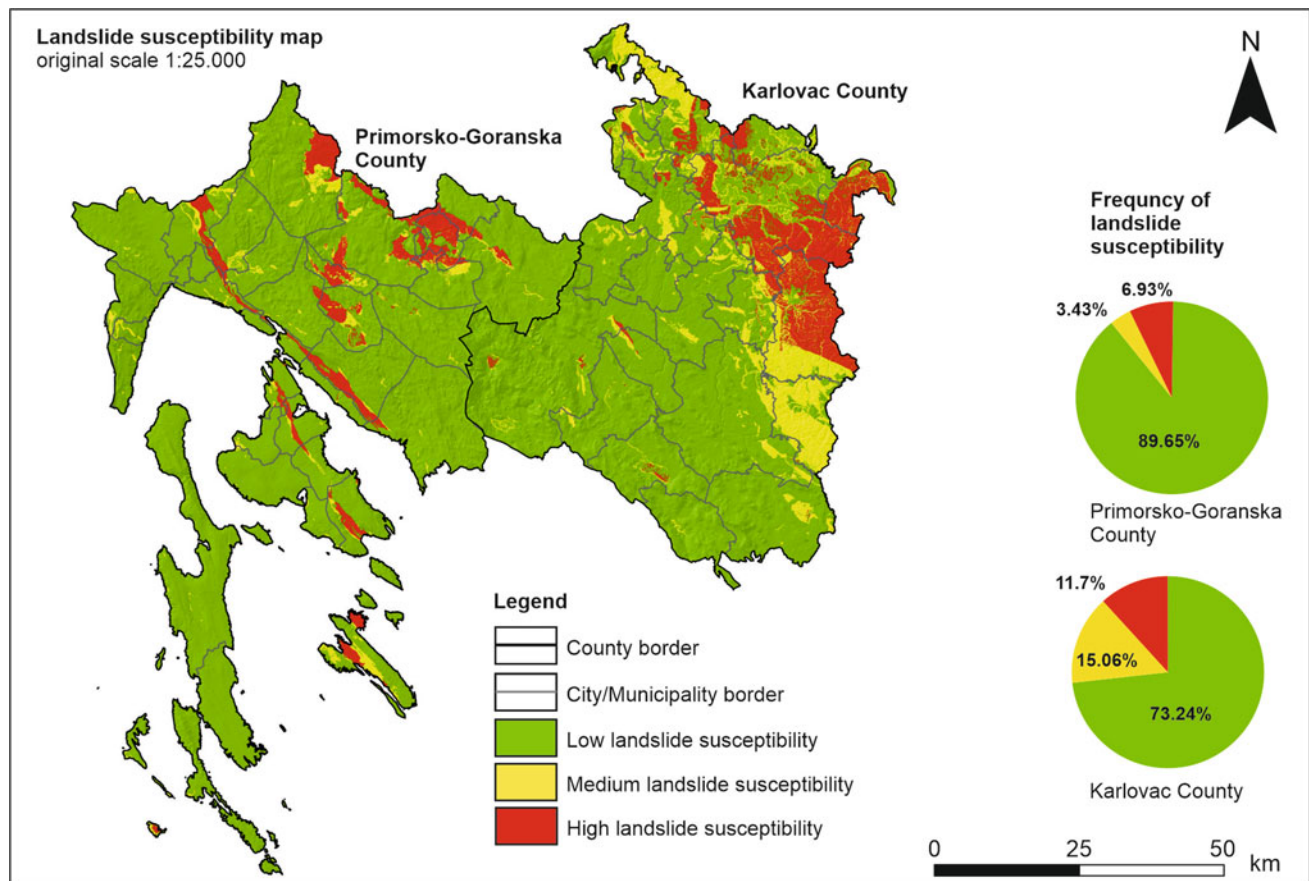 Landslide susceptibility map
original scale 1:25.000
Primorsko-Goranska
County
Karlovac County
N
Frequncy of
landslide
susceptibility
6.93%
3.43%
89.65%
Primorsko-Goranska
County
11.7%
15.06%
73.24%
Karlovac County
Legend
County border
City/Municipality border
Low landslide susceptibility
Medium landslide susceptibility
High landslide susceptibility
0 25 50 km